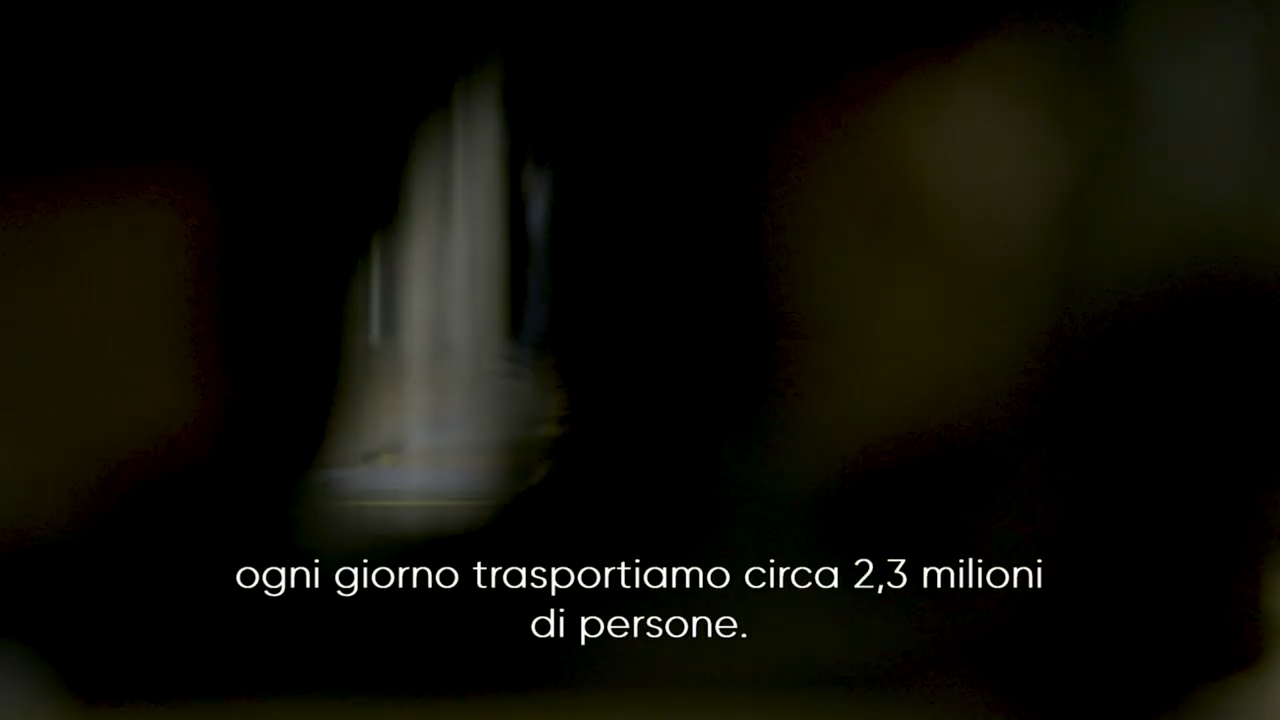 ogni giorno trasportiamo circa 2,3 milioni
di persone.